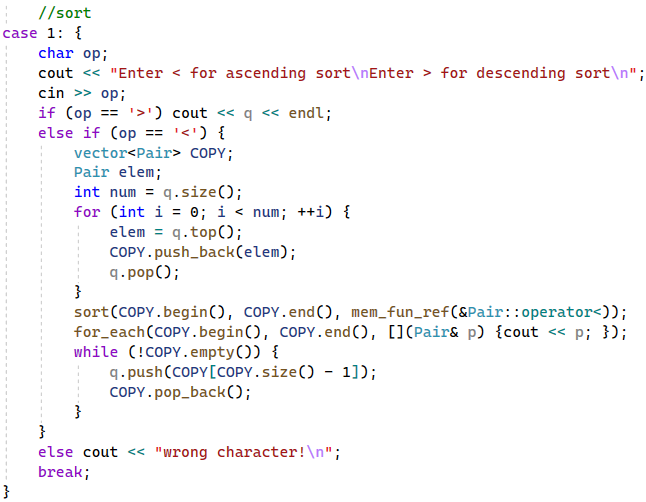 //sort
case 1: {
    char op;
    cout << "Enter < for ascending sort\nEnter > for descending sort\n";
    cin >> op;
    if (op == '>') cout << q << endl;
    else if (op == '<') {
        vector<Pair> COPY;
        Pair elem;
        int num = q.size();
        for (int i = 0; i < num; ++i) {
            elem = q.top();
            COPY.push_back(elem);
            q.pop();
        }
        sort(COPY.begin(), COPY.end(), mem_fun_ref(&Pair::operator<));
        for_each(COPY.begin(), COPY.end(), [](Pair& p) {cout << p; });
        while (!COPY.empty()) {
            q.push(COPY[COPY.size() - 1]);
            COPY.pop_back();
        }
    }
    else cout << "wrong character!\n";
    break;
}